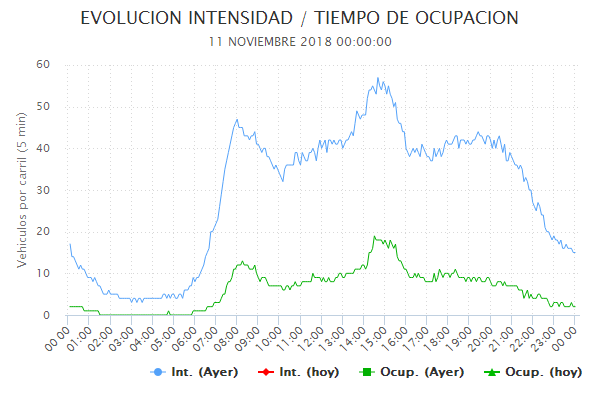 EVOLUCION INTENSIDAD / TIEMPO DE OCUPACION
11 NOVIEMBRE 2018 00:00:00
Vehiculos por carril (5 min)
60
50
40
30
20
10
0
00:00 01:00 02:00 03:00 04:00 05:00 06:00 07:00 08:00 09:00 10:00 11:00 12:00 13:00 14:00 15:00 16:00 17:00 18:00 19:00 20:00 21:00 22:00 23:00 00:00
Int. (Ayer) Int. (hoy) Ocup. (Ayer) Ocup. (hoy)